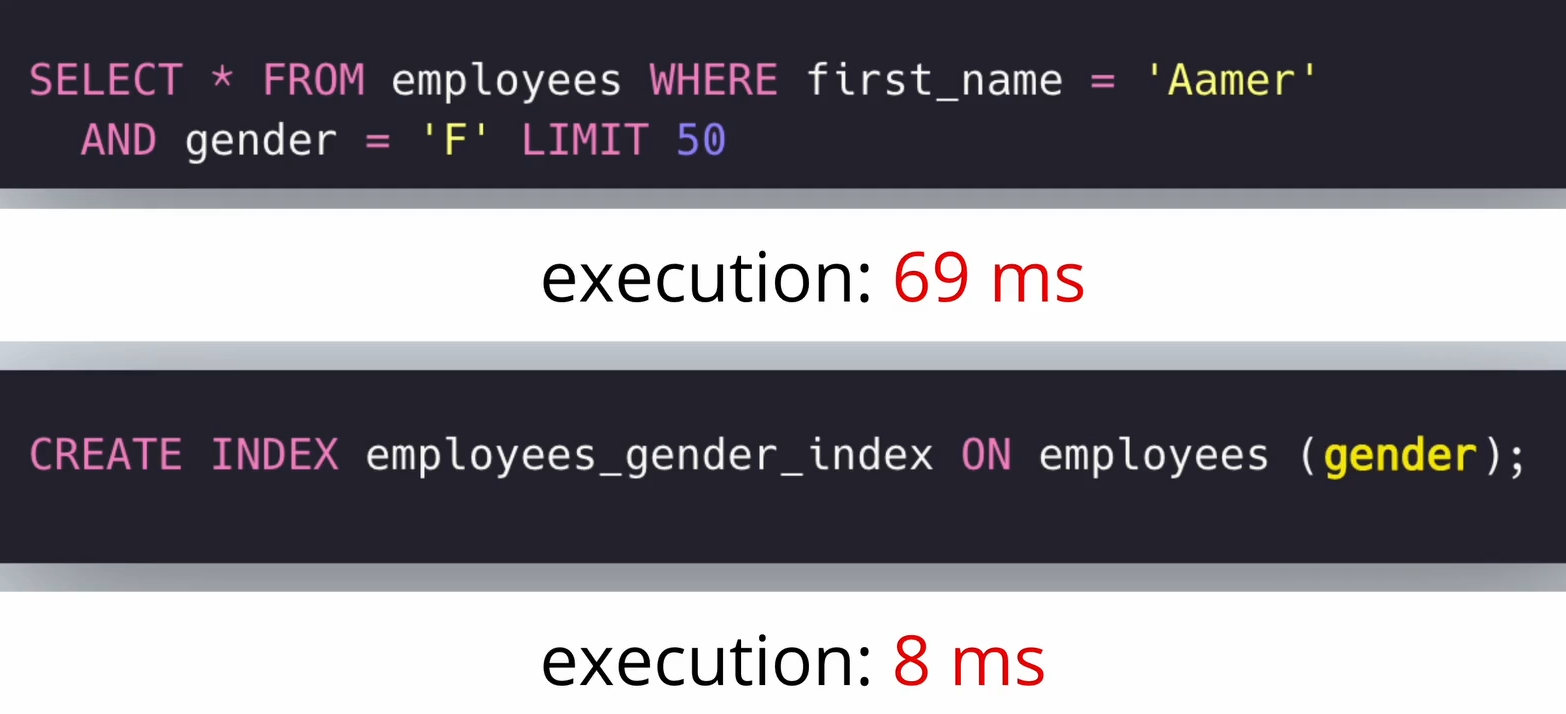 SELECT * FROM employees WHERE first_name = 'Aamer'
AND gender = 'F' LIMIT 50
execution: 69 ms
CREATE INDEX employees_gender_index ON employees (gender);
execution: 8 ms